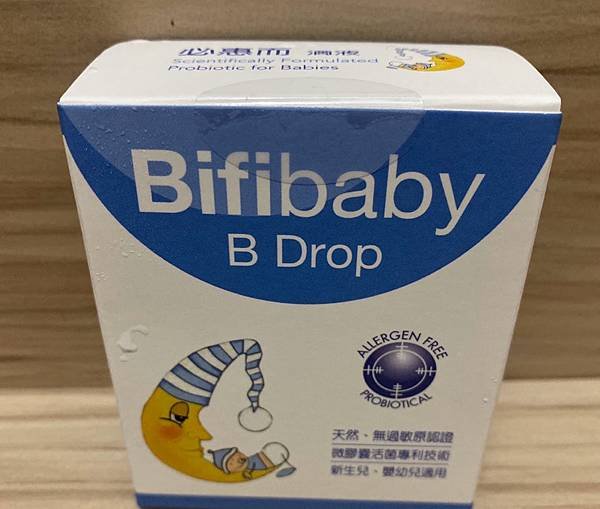 必惠而 滴液
Scientifically Formulated
Probiotic for Babies
Bifibaby
B Drop
ALLERGEN FREE
PROBIOTICAL
天然、無過敏原認證
微膠囊活菌專利技術
新生兒、嬰幼兒適用